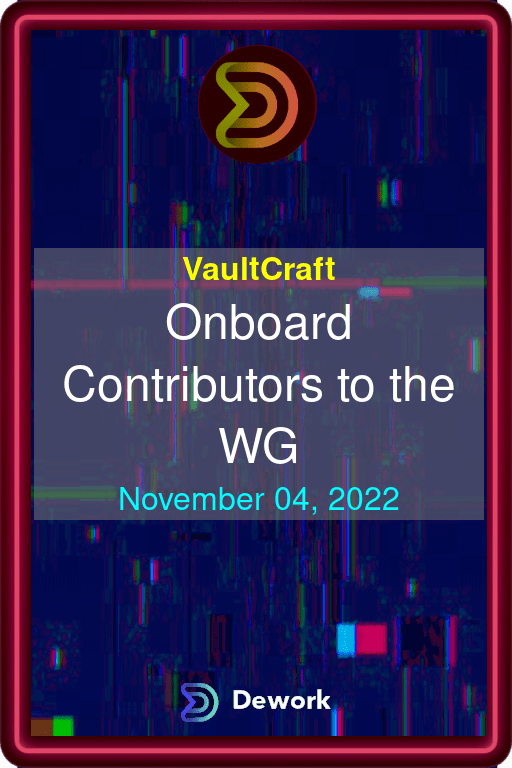 VaultCraft
Onboard
Contributors to the
WG
November 04, 2022
Dework